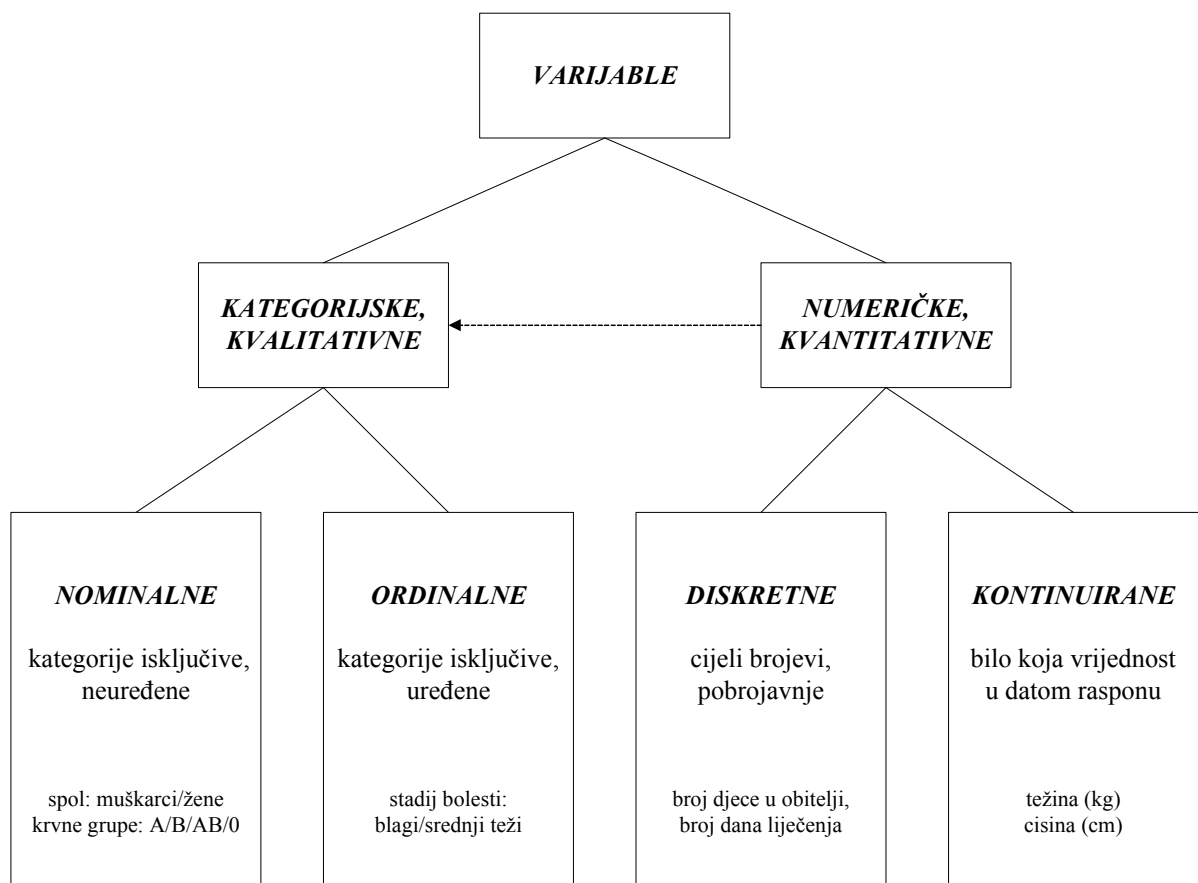 VARIJABLE
KATEGORIJSKE,
KVALITATIVNE
NUMERIČKE,
KVANTITATIVNE
NOMINALNE
kategorije isključive,
neuređene
spol: muškarci/žene
krvne grupe: A/B/AB/0
ORDINALNE
kategorije isključive,
uređene
stadij bolesti:
blagi/srednji teži
DISKRETNE
cijeli brojevi,
pobrojavnje
broj djece u obitelji,
broj dana liječenja
KONTINUIRANE
bilo koja vrijednost
u datom rasponu
težina (kg)
cisina (cm)